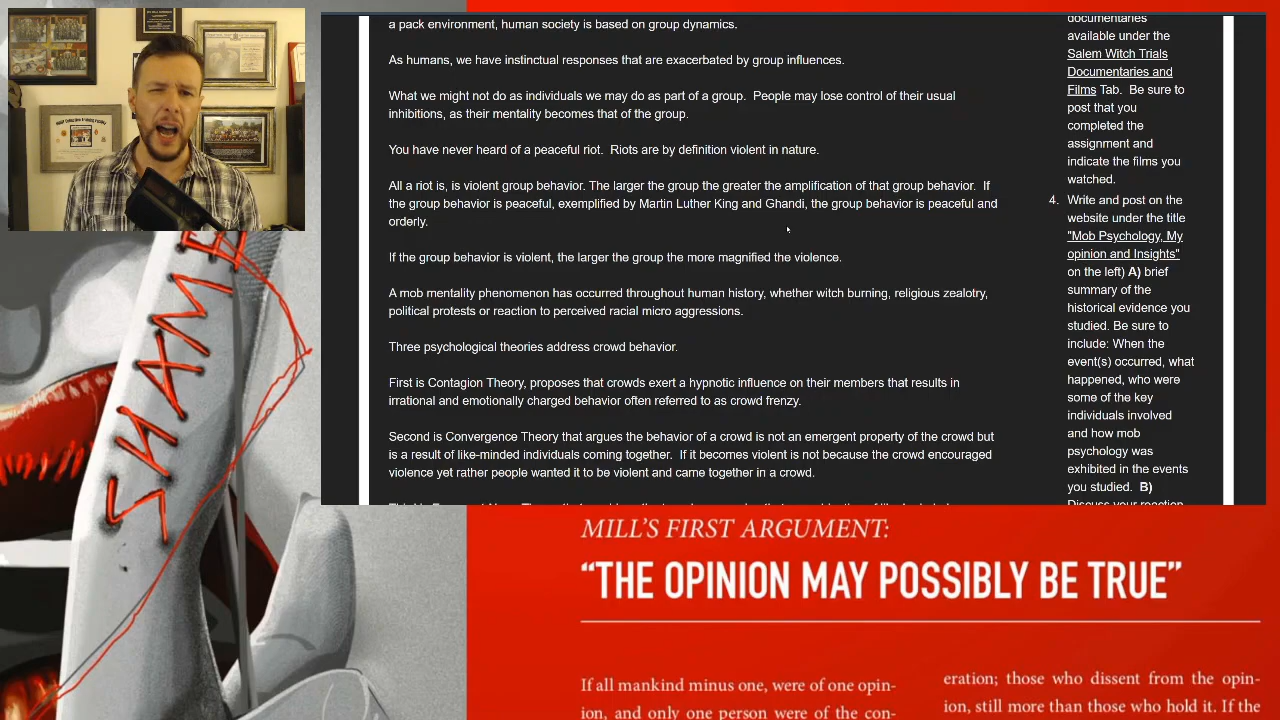 a pack environment, human society is based on group dynamics.
As humans, we have instinctual responses that are exacerbated by group influences.
What we might not do as individuals we may do as part of a group.  People may lose control of their usual
inhibitions, as their mentality becomes that of the group.
You have never heard of a peaceful riot.  Riots are by definition violent in nature.
All a riot is, is violent group behavior. The larger the group the greater the amplification of that group behavior.  If
the group behavior is peaceful, exemplified by Martin Luther King and Ghandi, the group behavior is peaceful and
orderly.
If the group behavior is violent, the larger the group the more magnified the violence.
A mob mentality phenomenon has occurred throughout human history, whether witch burning, religious zealotry,
political protests or reaction to perceived racial micro aggressions.
Three psychological theories address crowd behavior.
First is Contagion Theory, proposes that crowds exert a hypnotic influence on their members that results in
irrational and emotionally charged behavior often referred to as crowd frenzy.
Second is Convergence Theory that argues the behavior of a crowd is not an emergent property of the crowd but
is a result of like-minded individuals coming together.  If it becomes violent is not because the crowd encouraged
violence yet rather people wanted it to be violent and came together in a crowd.
documentaries
available under the
Salem Witch Trials
Documentaries and
Films Tab.  Be sure to
post that you
completed the
assignment and
indicate the films you
watched.
4. Write and post on the
website under the title
"Mob Psychology, My
opinion and Insights"
on the left) A) brief
summary of the
historical evidence you
studied. Be sure to
include: When the
event(s) occurred, what
happened, who were
some of the key
individuals involved
and how mob
psychology was
exhibited in the events
you studied.  B)
Discuss your reaction
SHAME
MILL'S FIRST ARGUMENT:
“THE OPINION MAY POSSIBLY BE TRUE”
If all mankind minus one, were of one opin-
ion, and only one person were of the con-
eration; those who dissent from the opin-
ion, still more than those who hold it. If the